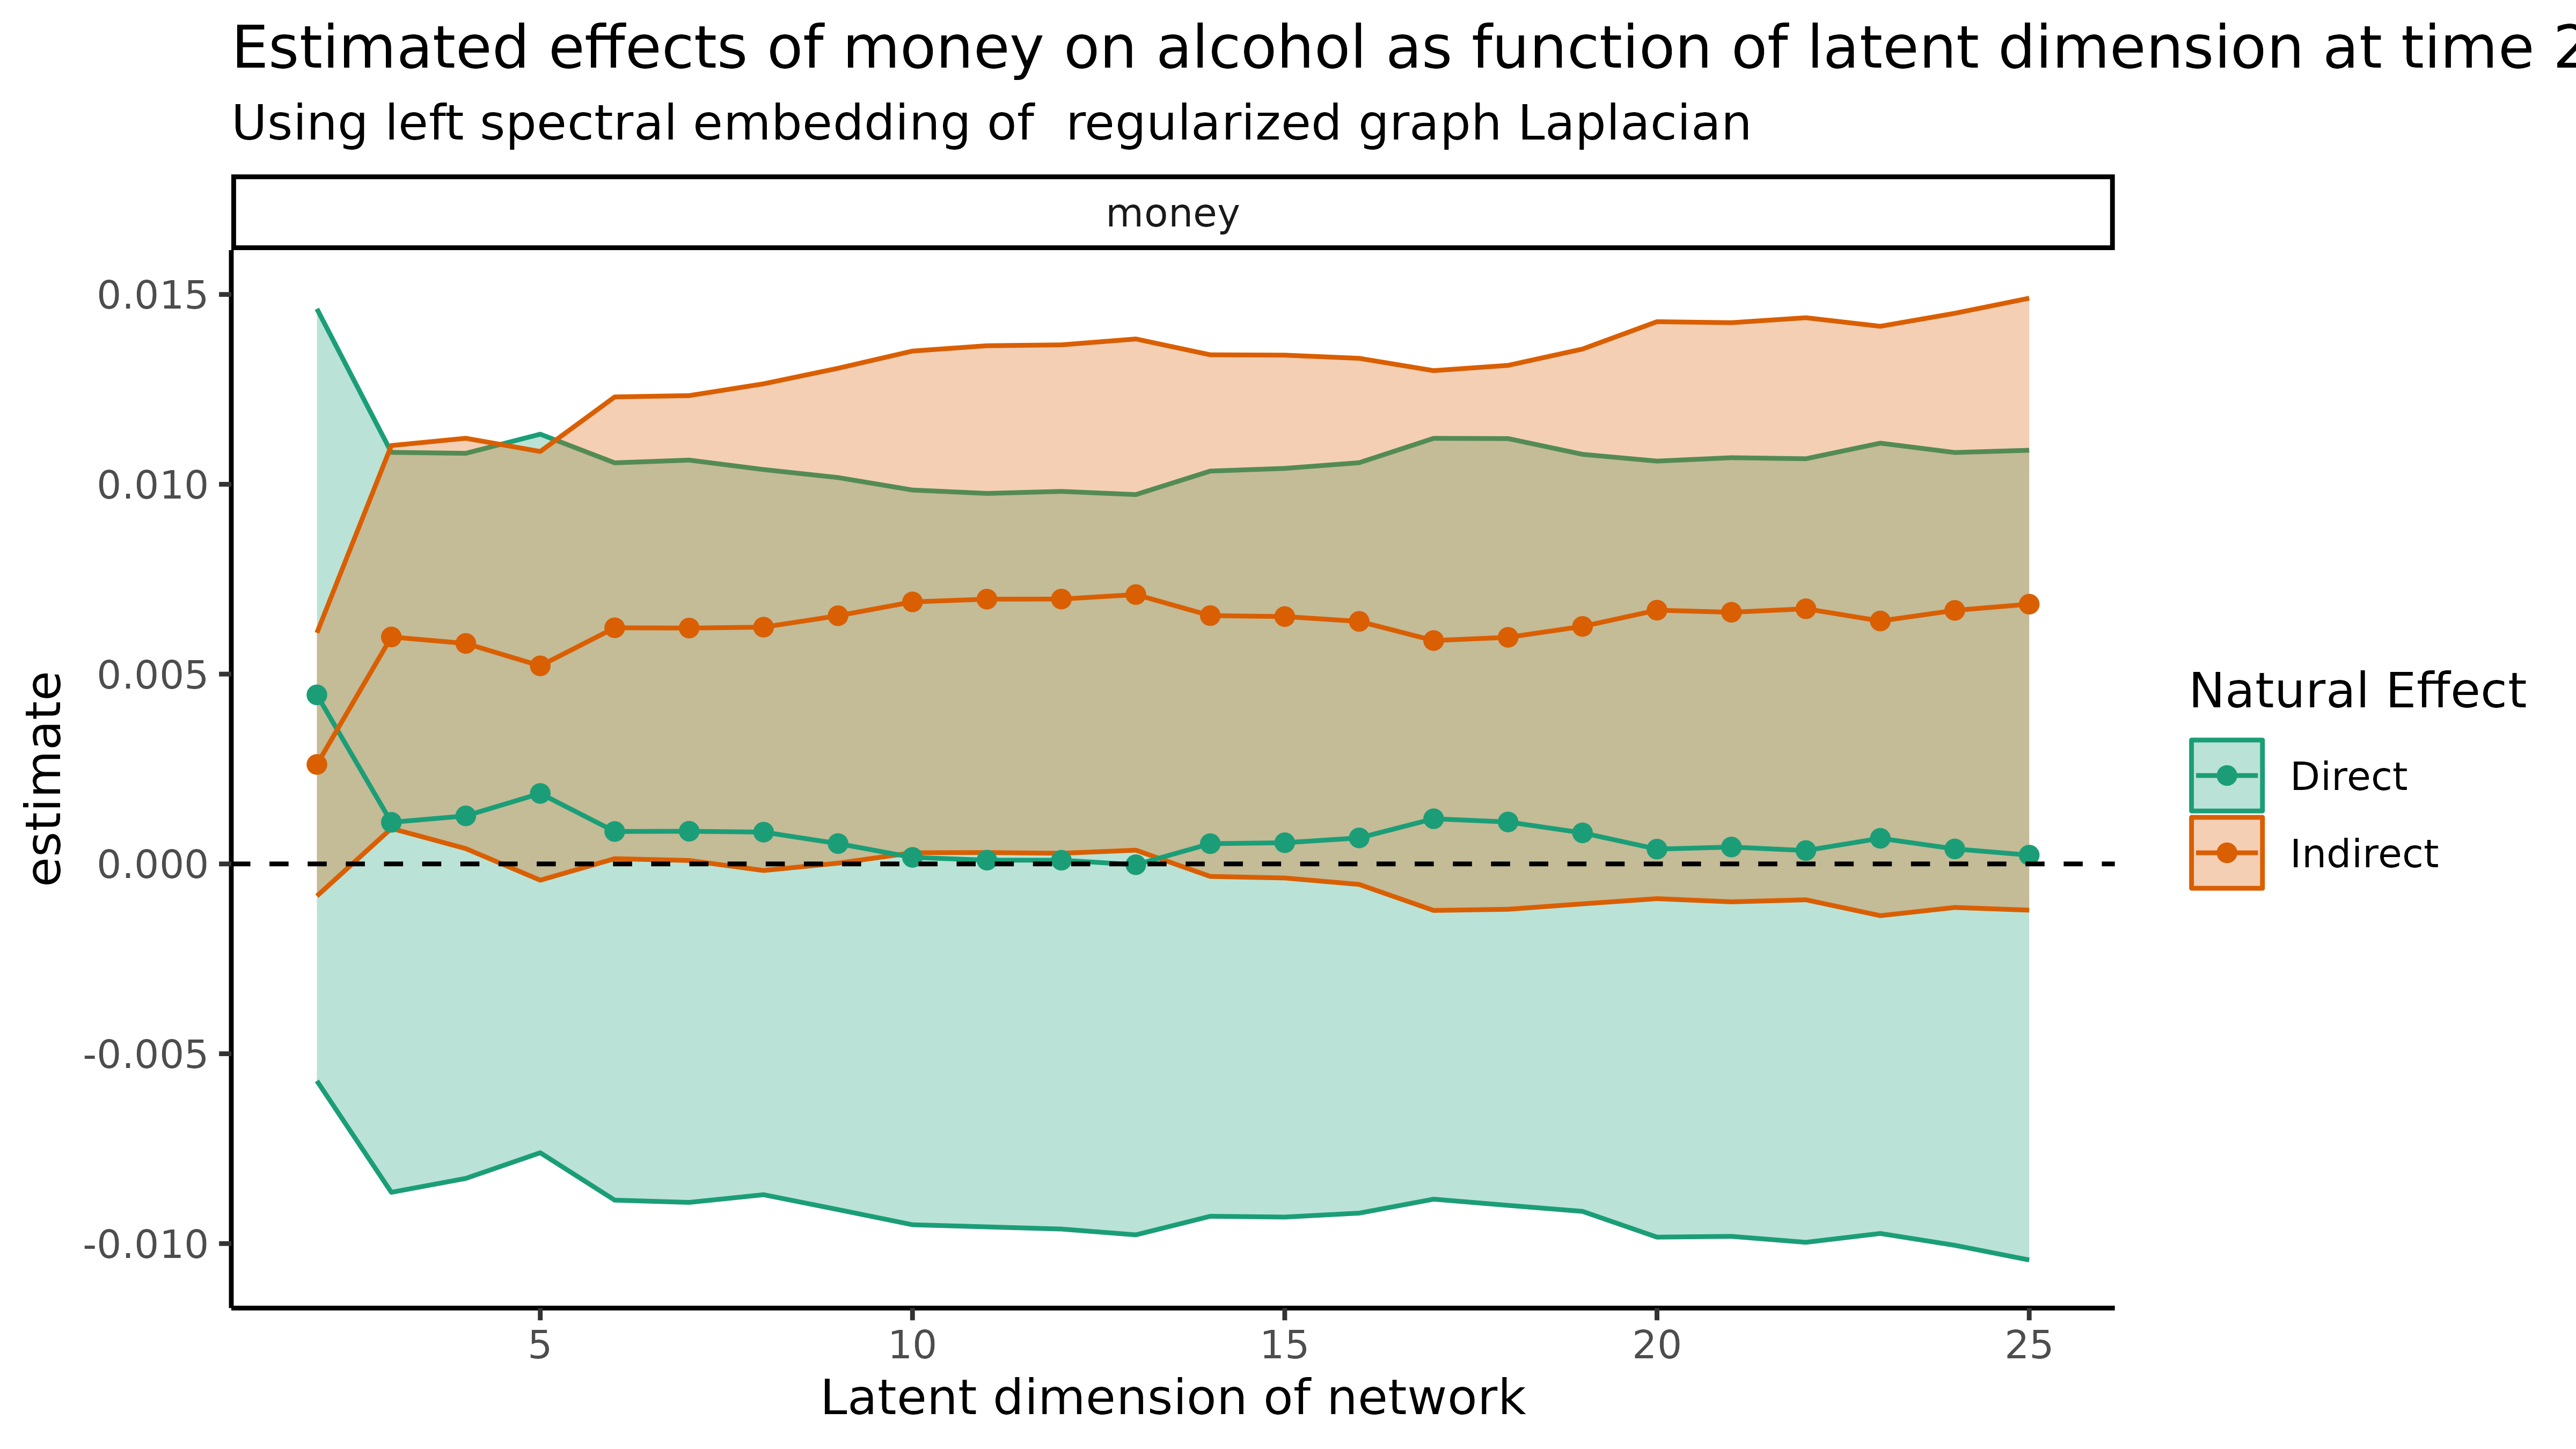 Estimated effects of money on alcohol as function of latent dimension at time 2
Using left spectral embedding of  regularized graph Laplacian
money
0.015
0.010
0.005
0.000
-0.005
-0.010
estimate
5 10 15 20 25
Latent dimension of network
Natural Effect
Direct
Indirect